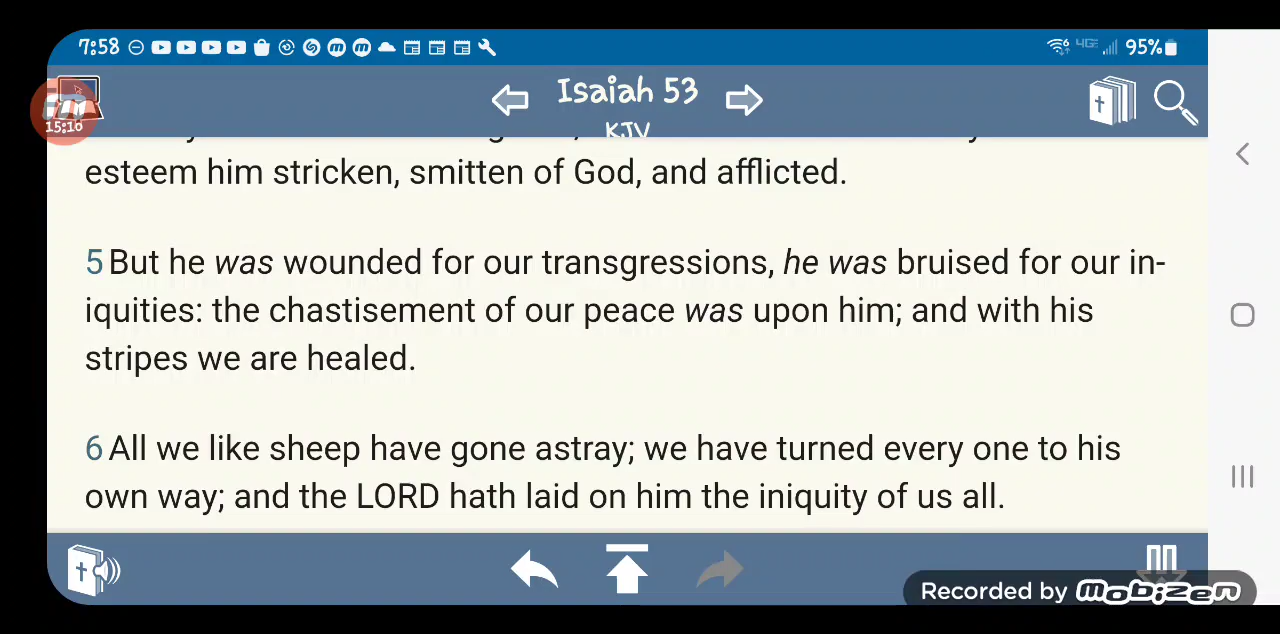 7:58 4GE 95%
15:10
Isaiah 53
KJV
esteem him stricken, smitten of God, and afflicted.
5 But he was wounded for our transgressions, he was bruised for our in-
iquities: the chastisement of our peace was upon him; and with his
stripes we are healed.
6 All we like sheep have gone astray; we have turned every one to his
own way; and the LORD hath laid on him the iniquity of us all.
Recorded by mobizen